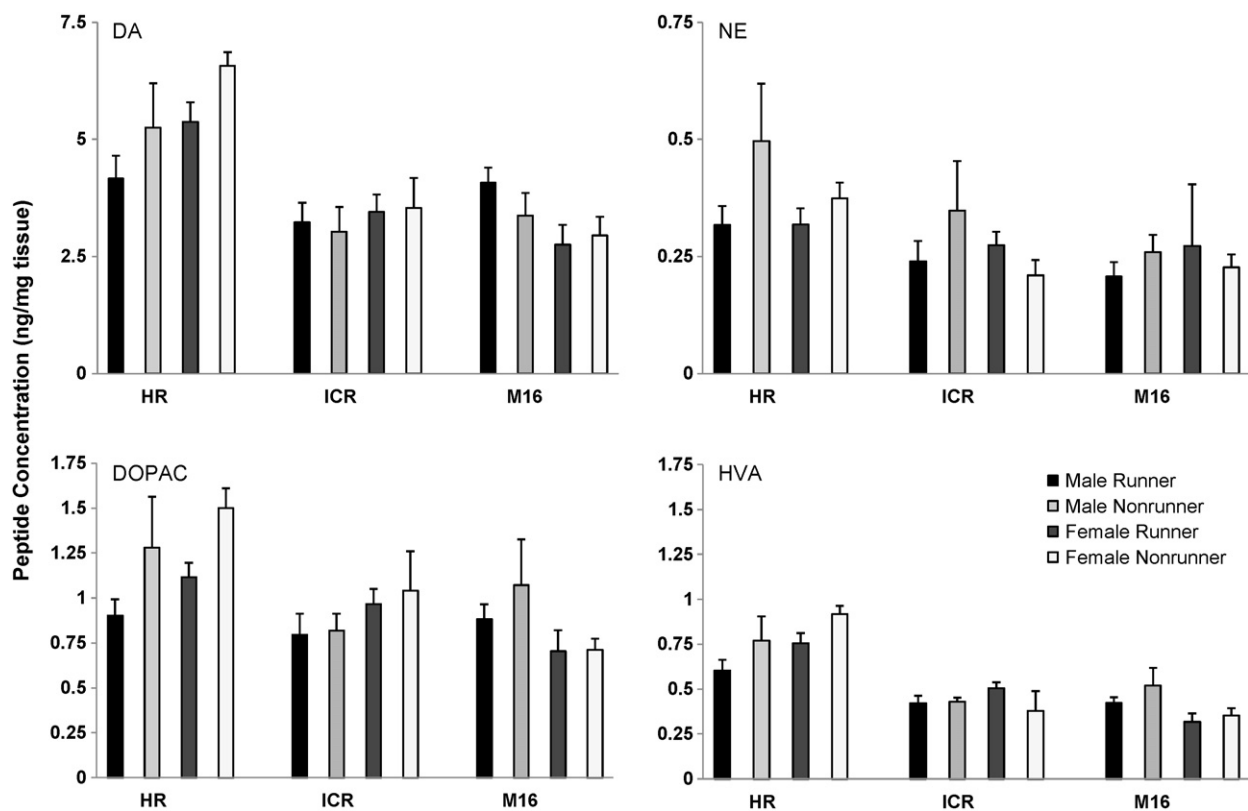 Peptide Concentration (ng/mg tissue)
DA
7.5
5
2.5
0
HR ICR M16
NE
0.75
0.5
0.25
0
HR ICR M16
DOPAC
1.75
1.5
1.25
1
0.75
0.5
0.25
0
HR ICR M16
HVA
1.75
1.5
1.25
1
0.75
0.5
0.25
0
HR ICR M16
Male Runner
Male Nonrunner
Female Runner
Female Nonrunner